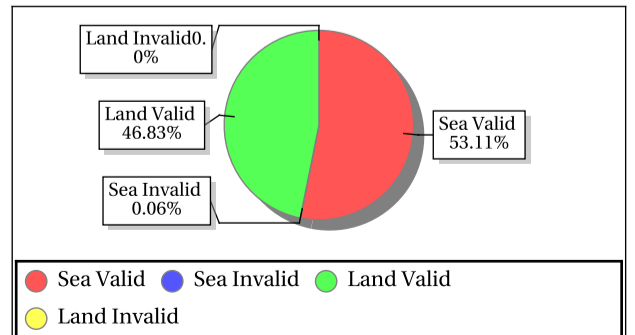 Land Invalid0.
0%
Land Valid
46.83%
Sea Valid
53.11%
Sea Invalid
0.06%
Sea Valid
Sea Invalid
Land Valid
Land Invalid